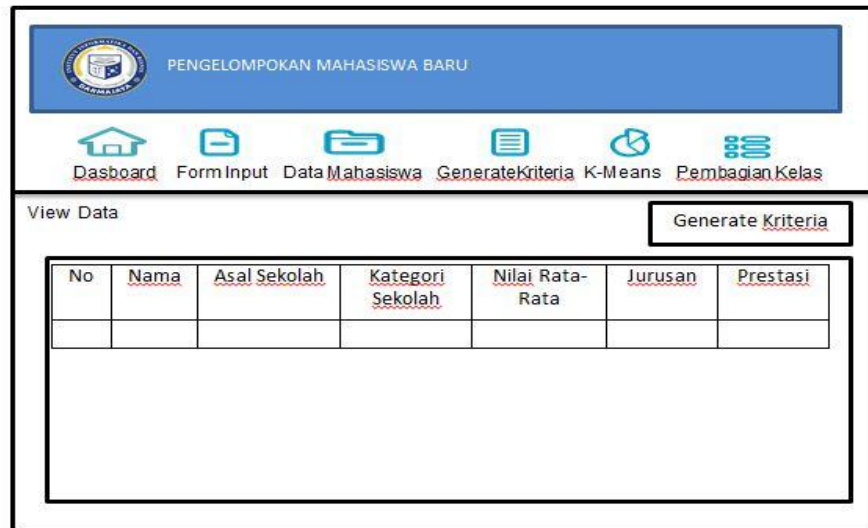 PENGELOMPOKAN MAHASISWA BARU
Dasboard Form Input Data Mahasiswa GenerateKriteria K-Means Pembagian Kelas
View Data
Generate Kriteria
No Nama Asal Sekolah Kategori Sekolah Nilai Rata-Rata Jurusan Prestasi